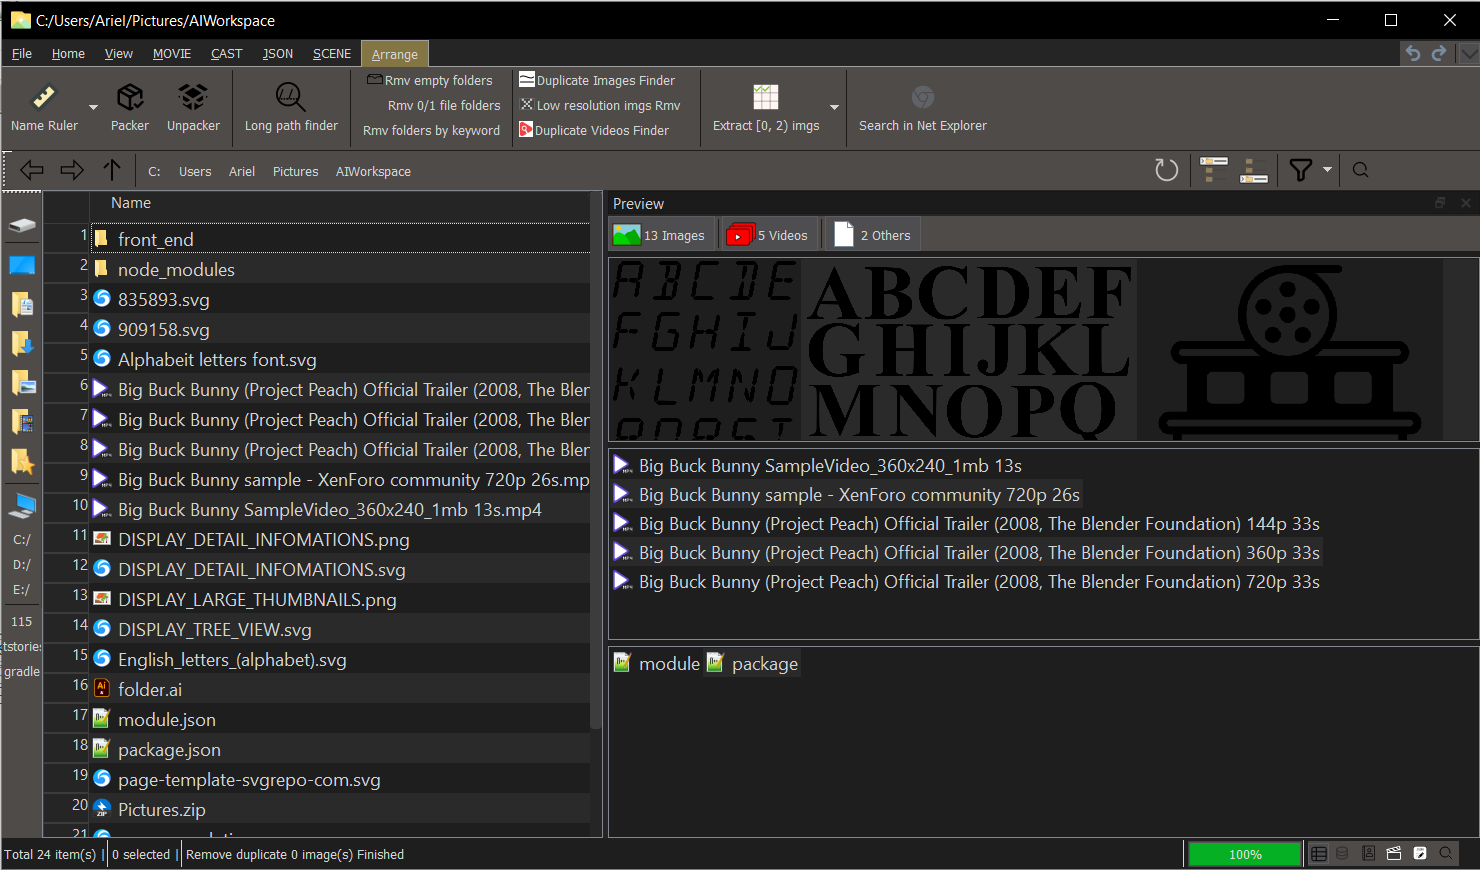 C:/Users/Ariel/Pictures/AIWorkspace
File Home View MOVIE CAST JSON SCENE Arrange
Name Ruler
Packer
Unpacker
Long path finder
Rmv empty folders
Rmv 0/1 file folders
Rmv folders by keyword
Duplicate Images Finder
Low resolution imgs Rmv
Duplicate Videos Finder
Extract [0, 2) imgs
Search in Net Explorer
C: Users Ariel Pictures AIWorkspace
C:/
D:/
E:/
115
tstories
gradle
Name
1 front_end
2 node_modules
3 835893.svg
4 909158.svg
5 Alphabeit letters font.svg
6 Big Buck Bunny (Project Peach) Official Trailer (2008, The Blen
7 Big Buck Bunny (Project Peach) Official Trailer (2008, The Blen
8 Big Buck Bunny (Project Peach) Official Trailer (2008, The Blen
9 Big Buck Bunny sample - XenForo community 720p 26s.mp
10 Big Buck Bunny SampleVideo_360x240_1mb 13s.mp4
11 DISPLAY_DETAIL_INFOMATIONS.png
12 DISPLAY_DETAIL_INFOMATIONS.svg
13 DISPLAY_LARGE_THUMBNAILS.png
14 DISPLAY_TREE_VIEW.svg
15 English_letters_(alphabet).svg
16 folder.ai
17 module.json
18 package.json
19 page-template-svgrepo-com.svg
20 Pictures.zip
21
Preview
13 Images 5 Videos 2 Others
ABCDE
FGHIJ
KLMNO
ABCDEF
GHIJKL
MNOPQ
Big Buck Bunny SampleVideo_360x240_1mb 13s
Big Buck Bunny sample - XenForo community 720p 26s
Big Buck Bunny (Project Peach) Official Trailer (2008, The Blender Foundation) 144p 33s
Big Buck Bunny (Project Peach) Official Trailer (2008, The Blender Foundation) 360p 33s
Big Buck Bunny (Project Peach) Official Trailer (2008, The Blender Foundation) 720p 33s
module package
Total 24 item(s) | 0 selected | Remove duplicate 0 image(s) Finished
100%